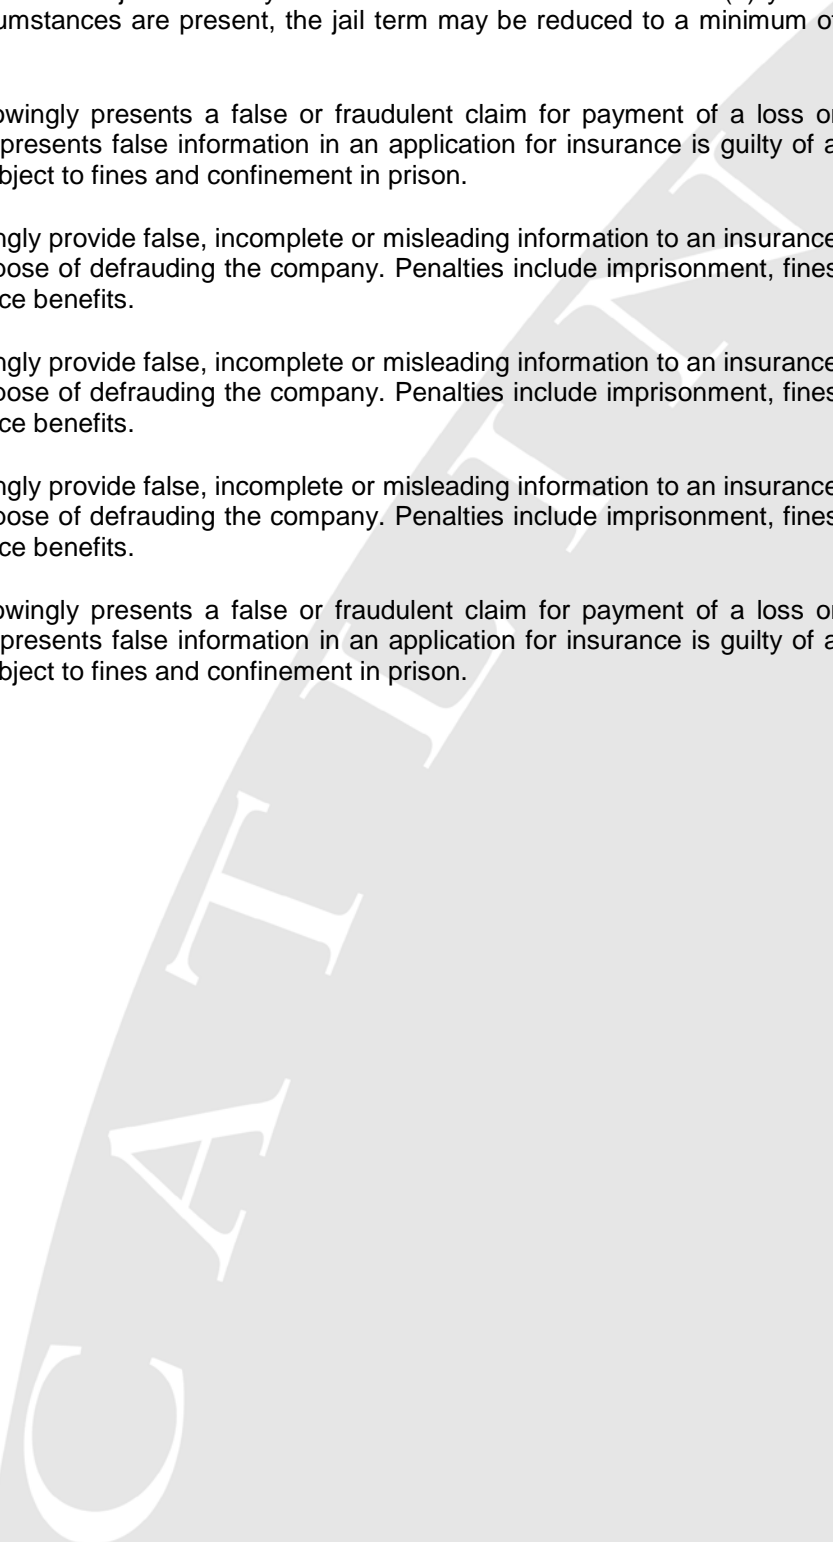 cumstances are present, the jail term may be reduced to a minimum of
owingly presents a false or fraudulent claim for payment of a loss or
presents false information in an application for insurance is guilty of a
bject to fines and confinement in prison.
ngly provide false, incomplete or misleading information to an insurance
pose of defrauding the company. Penalties include imprisonment, fines
ce benefits.
ngly provide false, incomplete or misleading information to an insurance
pose of defrauding the company. Penalties include imprisonment, fines
ce benefits.
ngly provide false, incomplete or misleading information to an insurance
pose of defrauding the company. Penalties include imprisonment, fines
ce benefits.
owingly presents a false or fraudulent claim for payment of a loss or
presents false information in an application for insurance is guilty of a
bject to fines and confinement in prison.
CATLIN